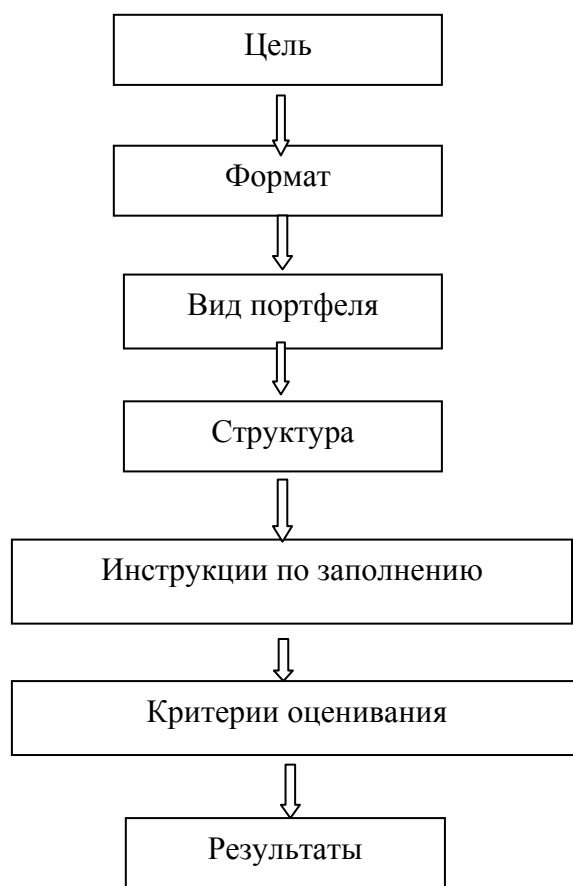 Цель
Формат
Вид портфеля
Структура
Инструкции по заполнению
Критерии оценивания
Результаты